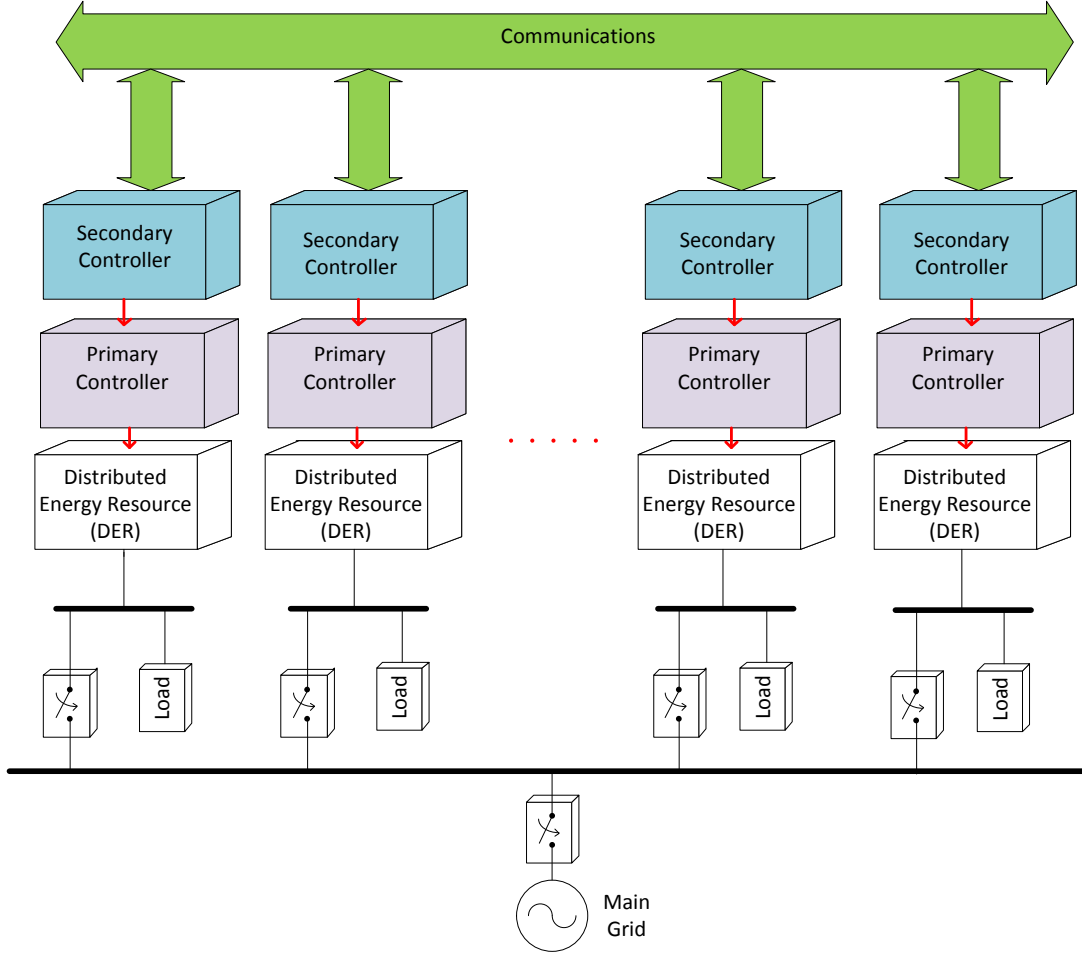 Communications
Secondary
Controller
Secondary
Controller
Secondary
Controller
Secondary
Controller
Primary
Controller
Primary
Controller
Primary
Controller
Primary
Controller
Distributed
Energy Resource
(DER)
Distributed
Energy Resource
(DER)
Distributed
Energy Resource
(DER)
Distributed
Energy Resource
(DER)
Load
Load
Load
Load
Main
Grid